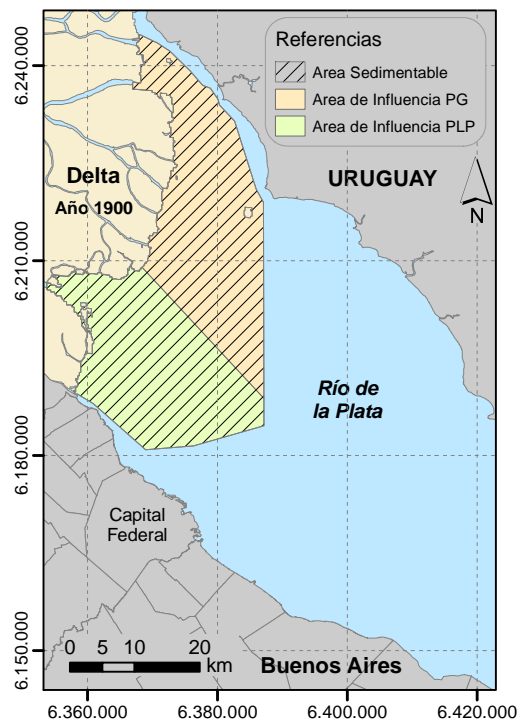 6.240.000
6.210.000
6.180.000
6.150.000
Referencias
Area Sedimentable
Area de Influencia PG
Area de Influencia PLP
Delta
Año 1900
URUGUAY
N
Río de
la Plata
Capital
Federal
0 5 10 20
km
Buenos Aires
6.360.000 6.380.000 6.400.000 6.420.000